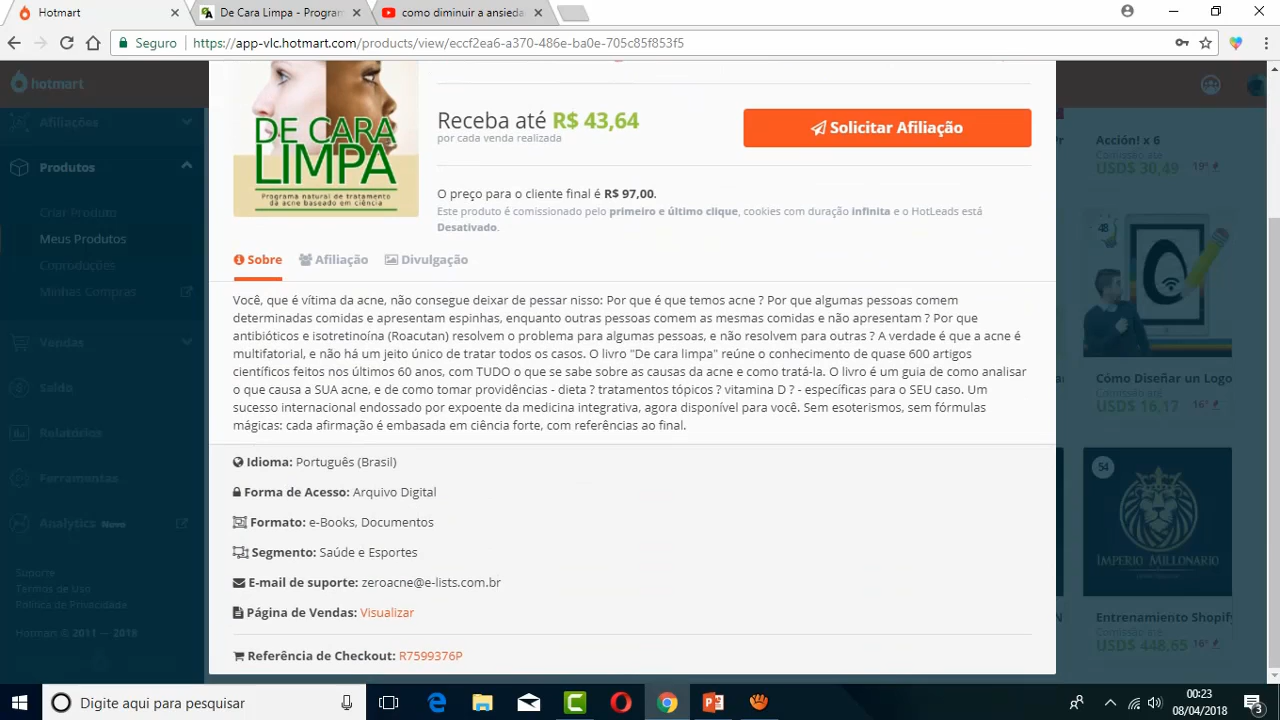 Hotmart
De Cara Limpa - Program
como diminuir a ansieda
Seguro
https://app-vlc.hotmart.com/products/view/eccf2ea6-a370-486e-ba0e-705c85f853f5
hotmart
Afiliações
Produtos
Criar Produto
Meus Produtos
Coproduções
Minhas Compras
Vendas
Saldo
Relatórios
Ferramentas
Analytics Novo
Suporte
Termos de Uso
Política de Privacidade
Hotmart © 2011 — 2018
DE CARA
LIMPA
Programa natural de tratamento
da acne baseado em ciência
Receba até R$ 43,64
por cada venda realizada
Solicitar Afiliação
O preço para o cliente final é R$ 97,00.
Este produto é comissionado pelo primeiro e último clique, cookies com duração infinita e o HotLeads está
Desativado.
Sobre
Afiliação
Divulgação
Você, que é vítima da acne, não consegue deixar de pessar nisso: Por que é que temos acne ? Por que algumas pessoas comem
determinadas comidas e apresentam espinhas, enquanto outras pessoas comem as mesmas comidas e não apresentam ? Por que
antibióticos e isotretinoína (Roacutan) resolvem o problema para algumas pessoas, e não resolvem para outras ? A verdade é que a acne é
multifatorial, e não há um jeito único de tratar todos os casos. O livro "De cara limpa" reúne o conhecimento de quase 600 artigos
científicos feitos nos últimos 60 anos, com TUDO o que se sabe sobre as causas da acne e como tratá-la. O livro é um guia de como analisar
o que causa a SUA acne, e de como tomar providências - dieta ? tratamentos tópicos ? vitamina D ? - específicas para o SEU caso. Um
sucesso internacional endossado por expoente da medicina integrativa, agora disponível para você. Sem esoterismos, sem fórmulas
mágicas: cada afirmação é embasada em ciência forte, com referências ao final.
Idioma: Português (Brasil)
Forma de Acesso: Arquivo Digital
Formato: e-Books, Documentos
Segmento: Saúde e Esportes
E-mail de suporte: zeroacne@e-lists.com.br
Página de Vendas: Visualizar
Referência de Checkout: R7599376P
Acción! x 6
Comissão até
USD$ 30,49 19°
48
Cómo Diseñar un Logo
Comissão até
USD$ 16,17 16°
54
IMPERIO MILLONARIO
Entrenamiento Shopify
Comissão até
USD$ 448,65 16°
Digite aqui para pesquisar
00:23
08/04/2018
3